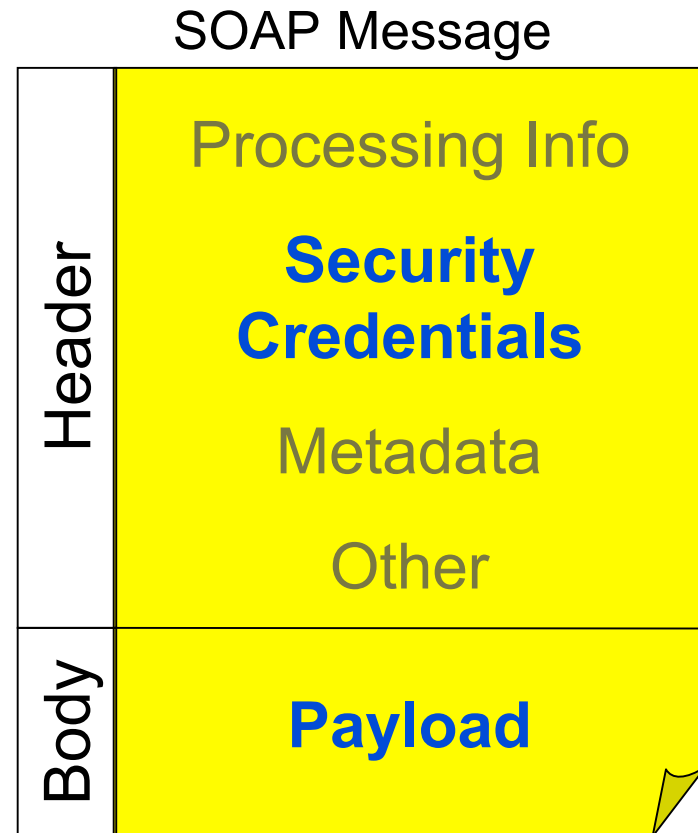 SOAP Message
Header
Processing Info
Security
Credentials
Metadata
Other
Body
Payload